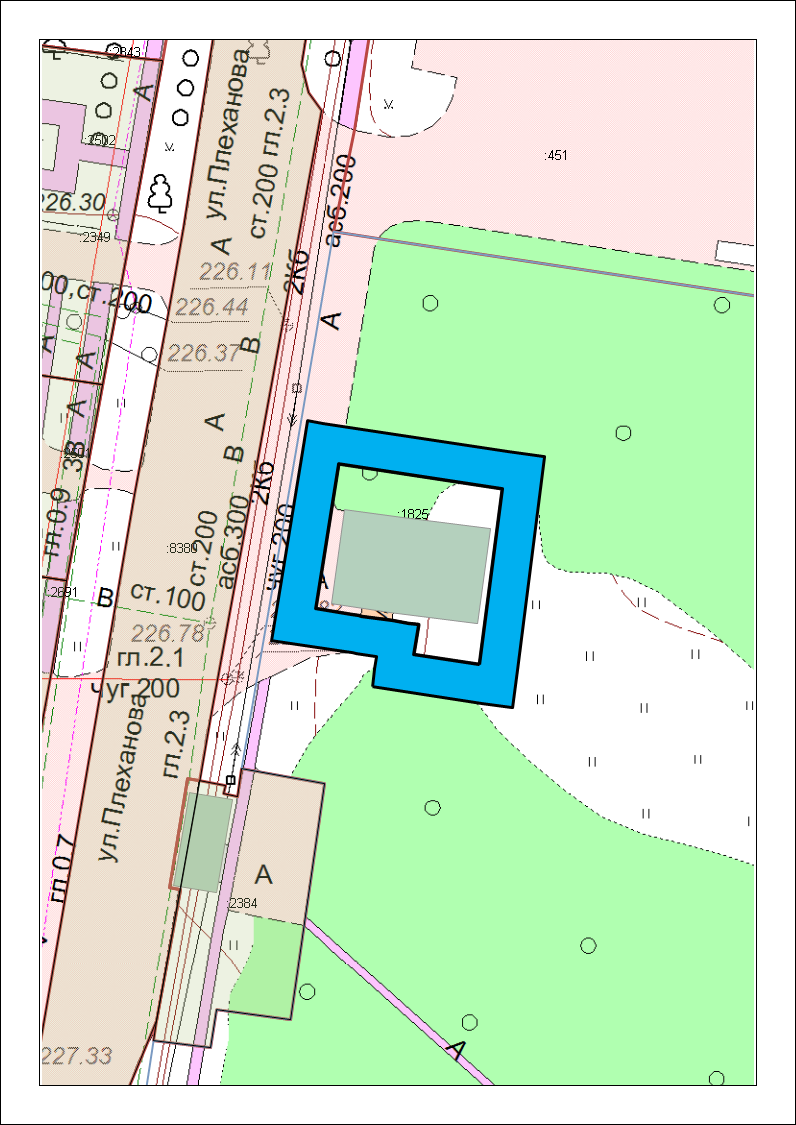 :2843
А
ул.Плеханова
ст.200 гл.2.3
:2502
:451
асб.200
226.30
:2349
А
226.11
2Кб
00,ст.200
226.44
А
226.37
В
А
А
А
А
В
3В
2Кб
:1825
гл.0.9
ст.200
асб.300
чуг.200
:8380
А
:2691
В
ст.100
226.78
гл.2.1
чуг.200
ул.Плеханова
гл.2.3
гл.0.7
А
:2384
А
227.33